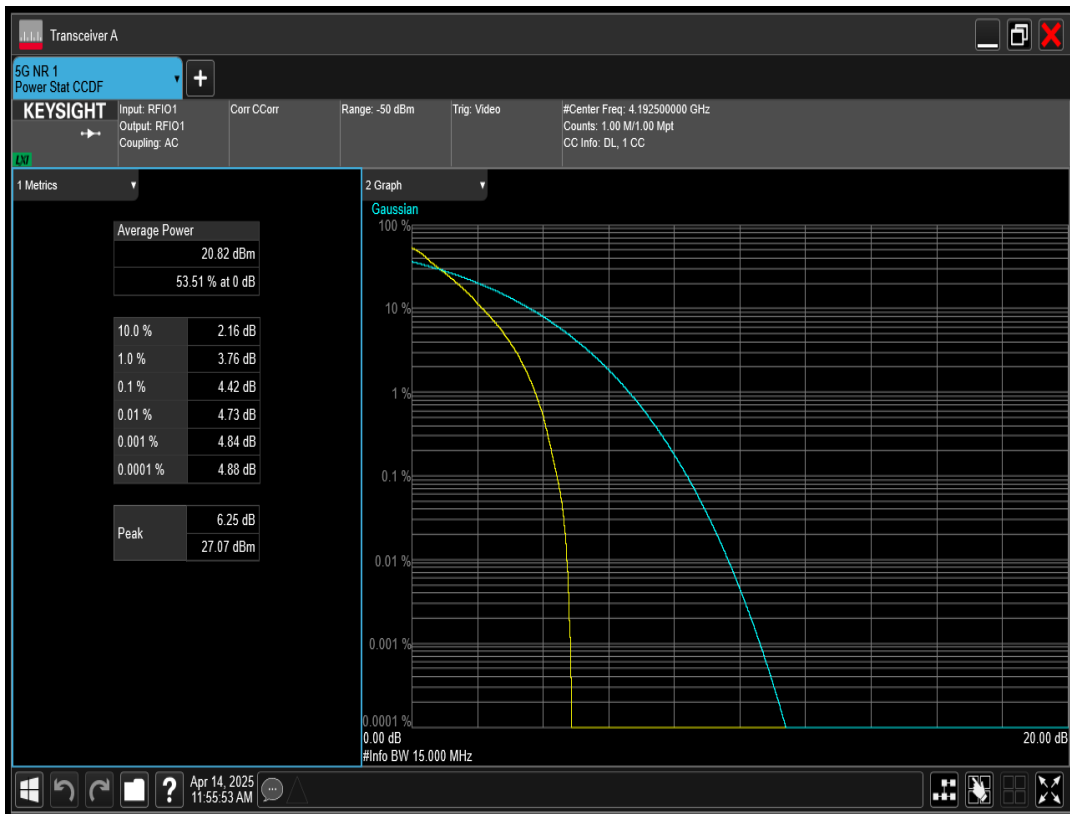 Transceiver A
5G NR 1
Power Stat CCDF
+
KEYSIGHT
LXI
Input: RFIO1
Output: RFIO1
Coupling: AC
Corr CCorr
Range: -50 dBm
Trig: Video
#Center Freq: 4.192500000 GHz
Counts: 1.00 M/1.00 Mpt
CC Info: DL, 1 CC
1 Metrics
Average Power
20.82 dBm
53.51 % at 0 dB
10.0 % 2.16 dB
1.0 % 3.76 dB
0.1 % 4.42 dB
0.01 % 4.73 dB
0.001 % 4.84 dB
0.0001 % 4.88 dB
Peak
6.25 dB
27.07 dBm
2 Graph
Gaussian
100 %
10 %
1 %
0.1 %
0.01 %
0.001 %
0.0001 %
0.00 dB 20.00 dB
#Info BW 15.000 MHz
?
Apr 14, 2025
11:55:53 AM